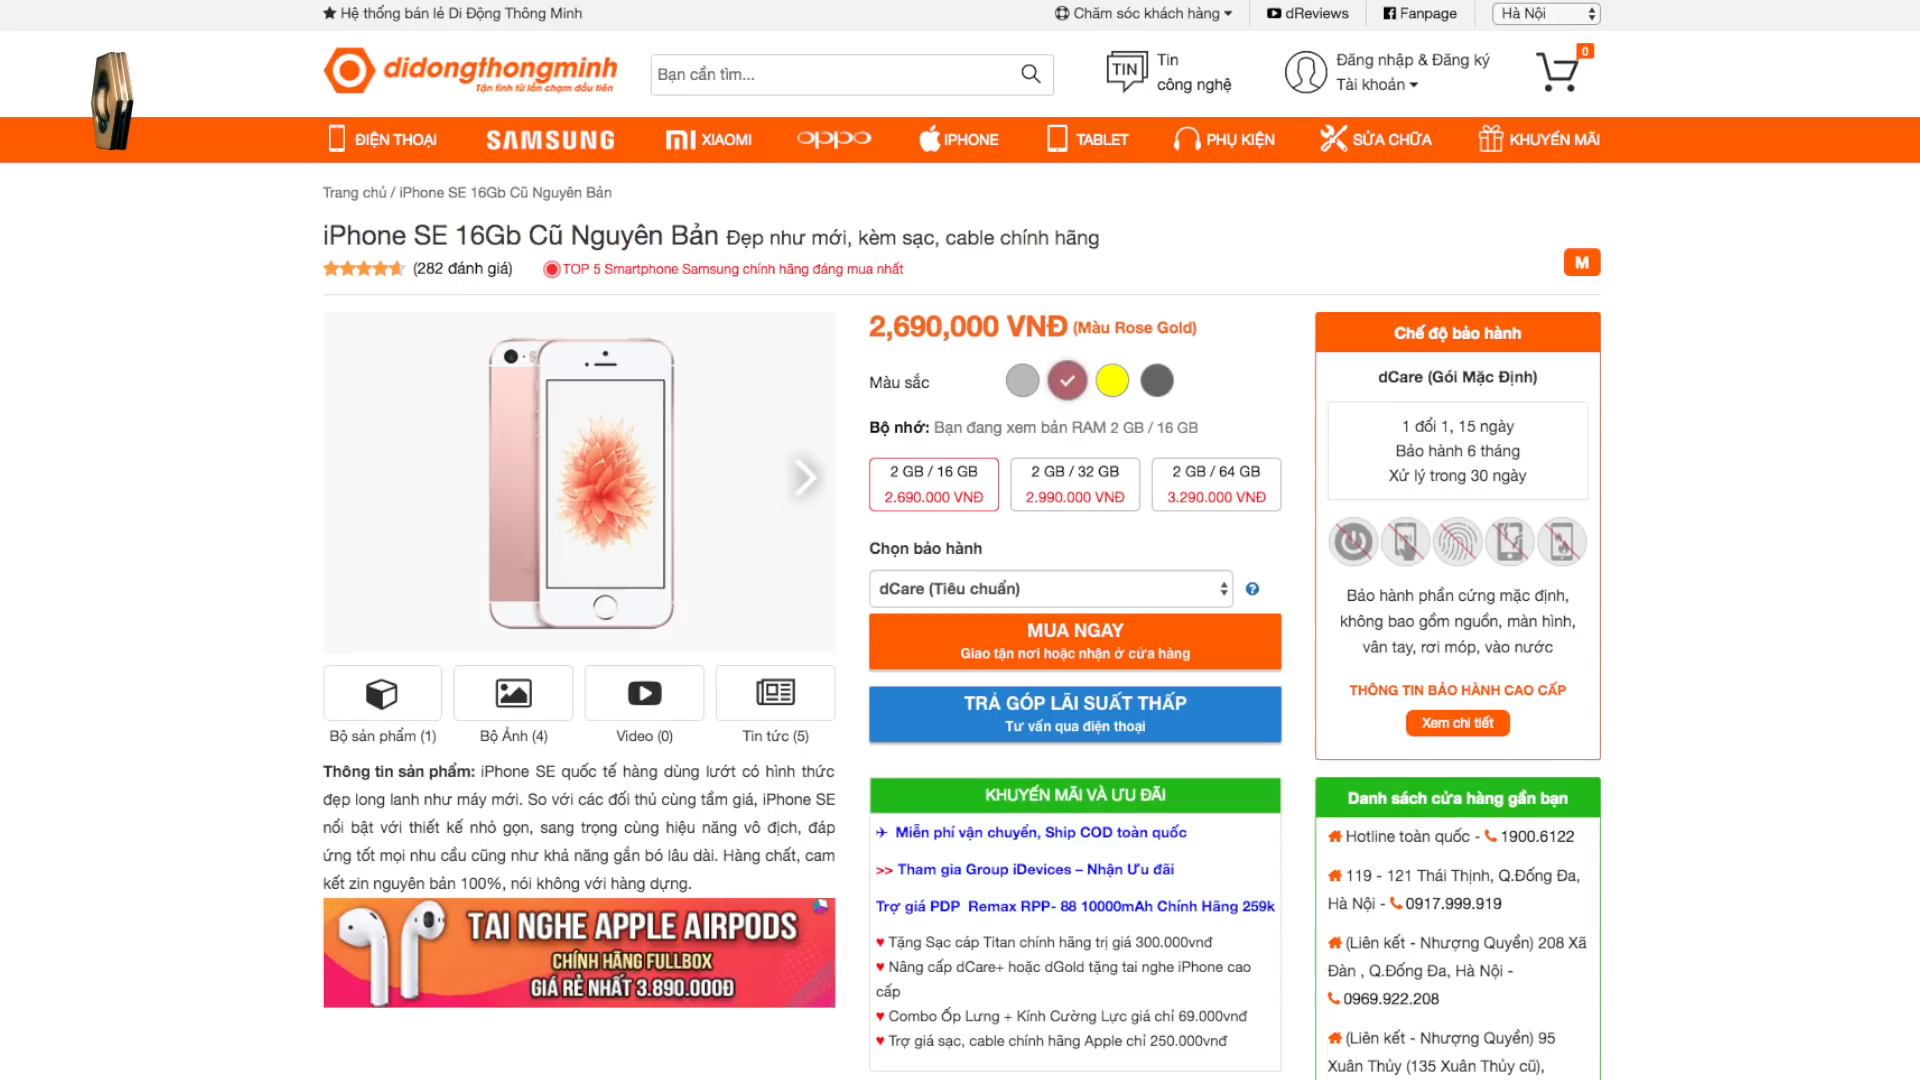 Hệ thống bán lẻ Di Động Thông Minh
Chăm sóc khách hàng
dReviews
Fanpage
Hà Nội
didongthongminh
Tận tình từ lần chạm đầu tiên
Bạn cần tìm...
TIN
Tin
công nghệ
Đăng nhập & Đăng ký
Tài khoản
0
ĐIỆN THOẠI
SAMSUNG
XIAOMI
oppo
IPHONE
TABLET
PHỤ KIỆN
SỬA CHỮA
KHUYẾN MÃI
Trang chủ / iPhone SE 16Gb Cũ Nguyên Bản
iPhone SE 16Gb Cũ Nguyên Bản Đẹp như mới, kèm sạc, cable chính hãng
(282 đánh giá)
TOP 5 Smartphone Samsung chính hãng đáng mua nhất
M
2,690,000 VNĐ (Màu Rose Gold)
Màu sắc
Bộ nhớ: Bạn đang xem bản RAM 2 GB / 16 GB
2 GB / 16 GB
2.690.000 VNĐ
2 GB / 32 GB
2.990.000 VNĐ
2 GB / 64 GB
3.290.000 VNĐ
Chọn bảo hành
dCare (Tiêu chuẩn)
MUA NGAY
Giao tận nơi hoặc nhận ở cửa hàng
TRẢ GÓP LÃI SUẤT THẤP
Tư vấn qua điện thoại
Bộ sản phẩm (1)
Bộ Ảnh (4)
Video (0)
Tin tức (5)
Thông tin sản phẩm: iPhone SE quốc tế hàng dùng lướt có hình thức
đẹp long lanh như máy mới. So với các đối thủ cùng tầm giá, iPhone SE
nổi bật với thiết kế nhỏ gọn, sang trọng cùng hiệu năng vô địch, đáp
ứng tốt mọi nhu cầu cũng như khả năng gắn bó lâu dài. Hàng chất, cam
kết zin nguyên bản 100%, nói không với hàng dựng.
TAI NGHE APPLE AIRPODS
CHÍNH HÃNG FULLBOX
GIÁ RẺ NHẤT 3.890.000Đ
KHUYẾN MÃI VÀ ƯU ĐÃI
✈ Miễn phí vận chuyển, Ship COD toàn quốc
>> Tham gia Group iDevices – Nhận Ưu đãi
Trợ giá PDP Remax RPP- 88 10000mAh Chính Hãng 259k
♥ Tặng Sạc cáp Titan chính hãng trị giá 300.000vnđ
♥ Nâng cấp dCare+ hoặc dGold tặng tai nghe iPhone cao
cấp
♥ Combo Ốp Lưng + Kính Cường Lực giá chỉ 69.000vnđ
♥ Trợ giá sạc, cable chính hãng Apple chỉ 250.000vnđ
Chế độ bảo hành
dCare (Gói Mặc Định)
1 đổi 1, 15 ngày
Bảo hành 6 tháng
Xử lý trong 30 ngày
Bảo hành phần cứng mặc định,
không bao gồm nguồn, màn hình,
vân tay, rơi móp, vào nước
THÔNG TIN BẢO HÀNH CAO CẤP
Xem chi tiết
Danh sách cửa hàng gần bạn
Hotline toàn quốc - 1900.6122
119 - 121 Thái Thịnh, Q.Đống Đa,
Hà Nội - 0917.999.919
(Liên kết - Nhượng Quyền) 208 Xã
Đàn , Q.Đống Đa, Hà Nội -
0969.922.208
(Liên kết - Nhượng Quyền) 95
Xuân Thủy (135 Xuân Thủy cũ),